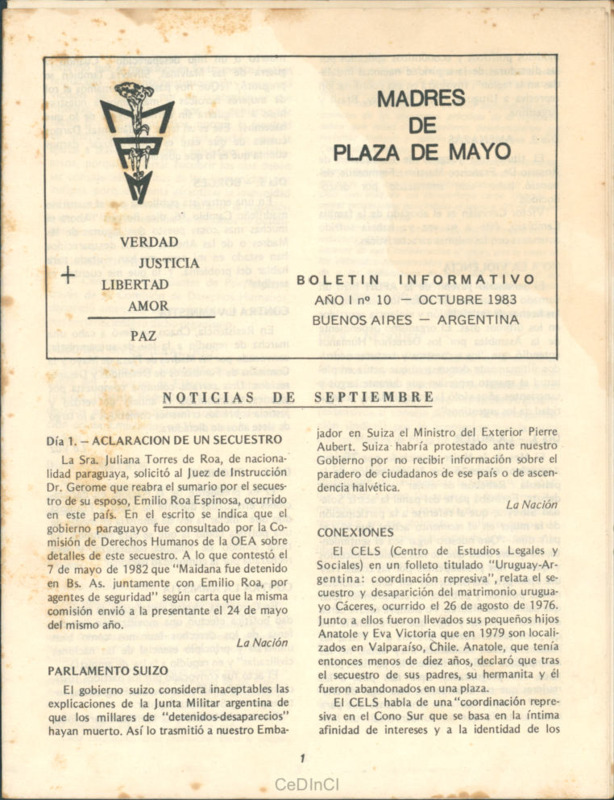 MADRES
DE
PLAZA DE MAYO
MPM
VERDAD
JUSTICIA
+ LIBERTAD
AMOR
PAZ
BOLETIN INFORMATIVO
AÑO I nº 10 — OCTUBRE 1983
BUENOS AIRES — ARGENTINA
NOTICIAS DE SEPTIEMBRE
Día 1. — ACLARACION DE UN SECUESTRO
La Sra. Juliana Torres de Roa, de naciona-
lidad paraguaya, solicitó al Juez de Instrucción
Dr. Gerome que reabra el sumario por el secues-
tro de su esposo, Emilio Roa Espinosa, ocurrido
en este país. En el escrito se indica que el
gobierno paraguayo fue consultado por la Co-
misión de Derechos Humanos de la OEA sobre
detalles de este secuestro. A lo que contestó el
7 de mayo de 1982 que "Maidana fue detenido
en Bs. As. juntamente con Emilio Roa, por
agentes de seguridad" según carta que la misma
comisión envió a la presentante el 24 de mayo
del mismo año.
La Nación
PARLAMENTO SUIZO
El gobierno suizo considera inaceptables las
explicaciones de la Junta Militar argentina de
que los millares de "detenidos-desaparecios"
hayan muerto. Así lo trasmitió a nuestro Emba-
jador en Suiza el Ministro del Exterior Pierre
Aubert. Suiza habría protestado ante nuestro
Gobierno por no recibir información sobre el
paradero de ciudadanos de ese país o de ascen-
dencia halvética.
La Nación
CONEXIONES
El CELS (Centro de Estudios Legales y
Sociales) en un folleto titulado "Uruguay-Ar-
gentina: coordinación represiva", relata el se-
cuestro y desaparición del matrimonio urugua-
yo Cáceres, ocurrido el 26 de agosto de 1976.
Junto a ellos fueron llevados sus pequeños hijos
Anatole y Eva Victoria que en 1979 son locali-
zados en Valparaíso, Chile. Anatole, que tenía
entonces menos de diez años, declaró que tras
el secuestro de sus padres, su hermanita y él
fueron abandonados en una plaza.
El CELS habla de una "coordinación repre-
siva en el Cono Sur que se basa en la íntima
afinidad de intereses y a la identidad de los
1
CeDInCI